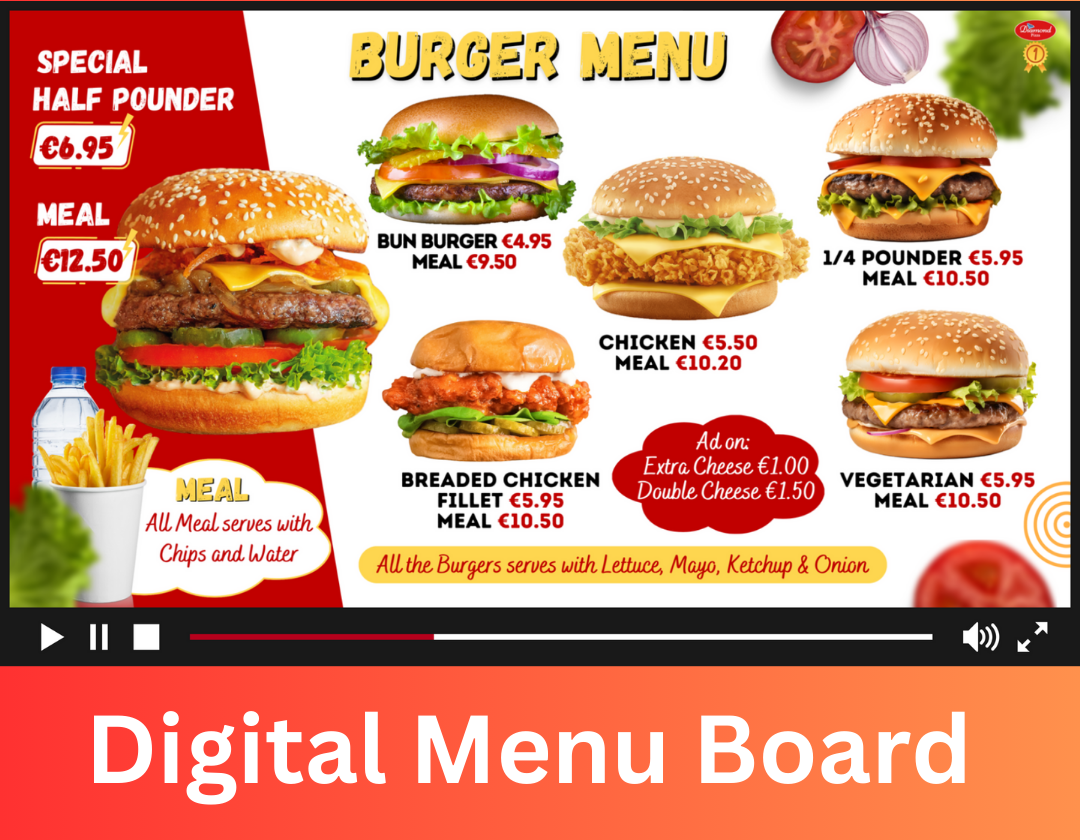 BURGER MENU
Diamond
1
SPECIAL
HALF POUNDER
€6.95
MEAL
€12.50
BUN BURGER €4.95
MEAL €9.50
CHICKEN €5.50
MEAL €10.20
1/4 POUNDER €5.95
MEAL €10.50
BREADED CHICKEN
FILLET €5.95
MEAL €10.50
Ad on:
Extra Cheese €1.00
Double Cheese €1.50
VEGETARIAN €5.95
MEAL €10.50
MEAL
All Meal serves with
Chips and Water
All the Burgers serves with Lettuce, Mayo, Ketchup & Onion
Digital Menu Board